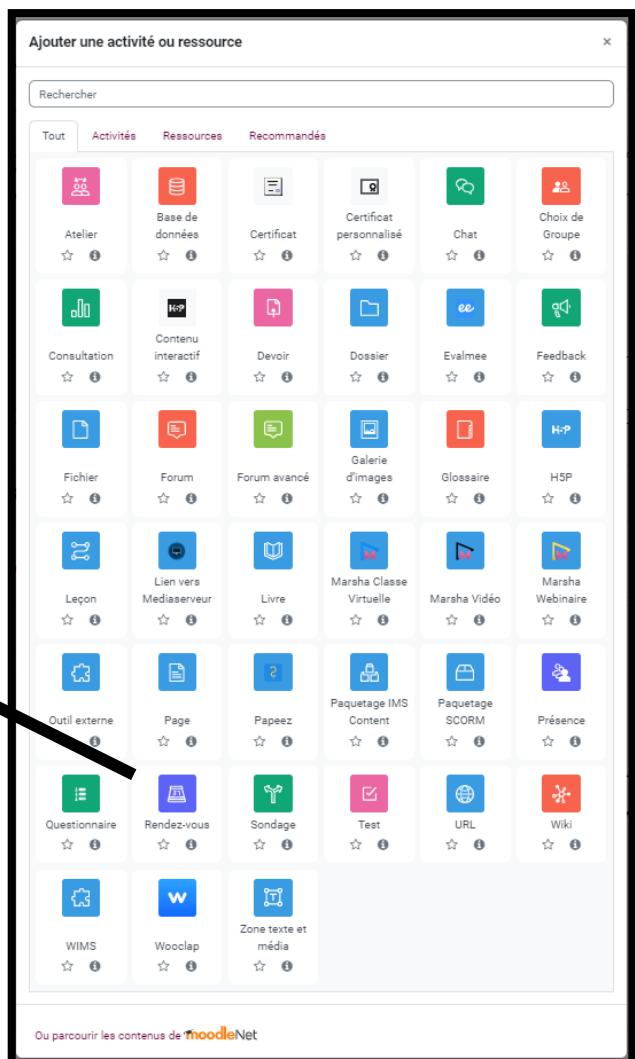 Ajouter une activité ou ressource ×
Rechercher
Tout Activités Ressources Recommandés
Atelier
Base de
données
Certificat
Certificat
personnalisé
Chat
Choix de
Groupe
Consultation
H5P
Contenu
interactif
Devoir
Dossier
ee
Evalmee
Feedback
Fichier
Forum
Forum avancé
Galerie
d'images
Glossaire
H5P
H5P
Leçon
Lien vers
Mediaserveur
Livre
Marsha Classe
Virtuelle
Marsha Vidéo
Marsha
Webinaire
Outil externe
Page
Papeez
Paquetage IMS
Content
Paquetage
SCORM
Présence
Questionnaire
Rendez-vous
Sondage
Test
URL
Wiki
WIMS
W
Wooclap
T
Zone texte et
média
Ou parcourir les contenus de moodleNet